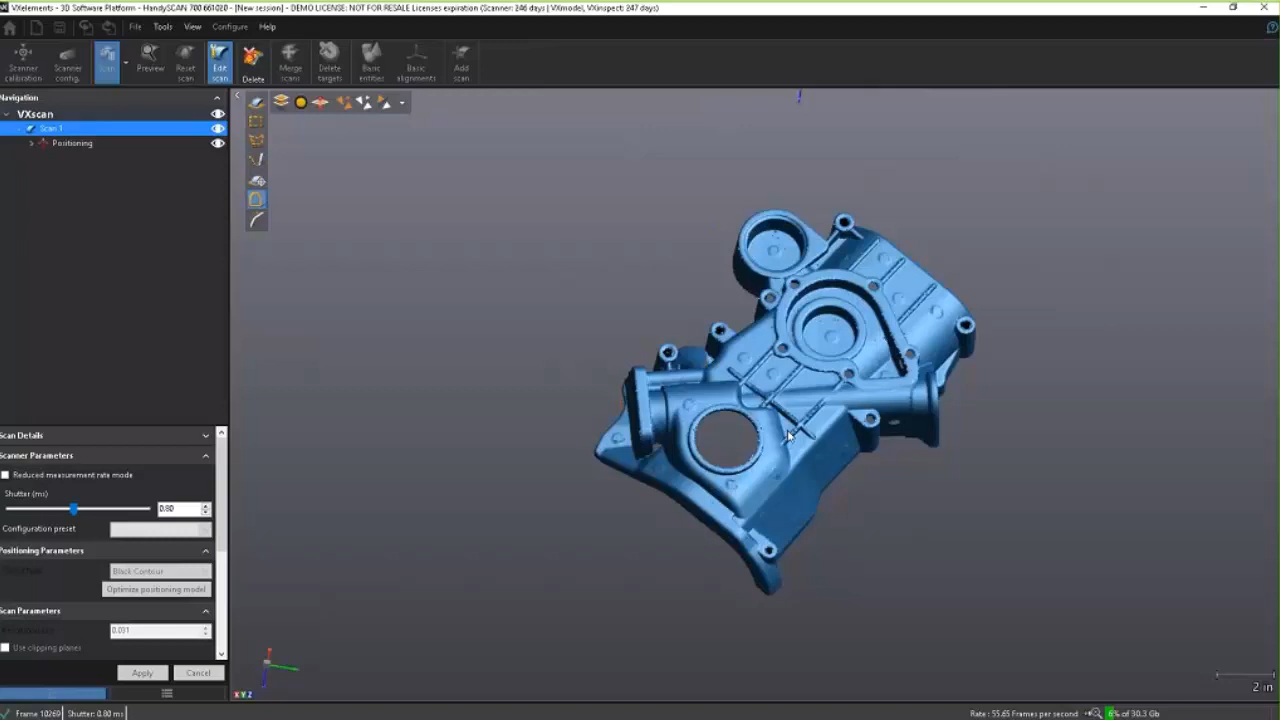 VXelements - 3D Software Platform - HandySCAN 700 661020 - [New session] - DEMO LICENSE: NOT FOR RESALE Licenses expiration (Scanner: 246 days | VXmodel, VXinspect: 247 days)
File Tools View Configure Help
Scanner calibration
Scanner config.
Scan
Preview
Reset scan
Edit scan
Delete
Merge scans
Delete targets
Basic entities
Basic alignments
Add scan
Navigation
VXscan
Scan 1
Positioning
Scan Details
Scanner Parameters
Reduced measurement rate mode
Shutter (ms)
0.80
Configuration preset
Positioning Parameters
Black Contour
Optimize positioning model
Scan Parameters
0.031
Use clipping planes
Apply Cancel
X Y Z
2 in
Frame 10269 Shutter: 0.80 ms
Rate : 55.65 Frames per second
6% of 30.3 Gb